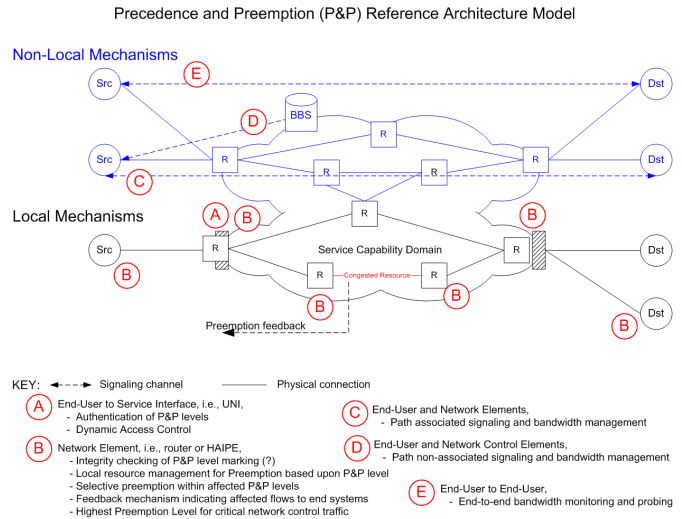 Precedence and Preemption (P&P) Reference Architecture Model
Non-Local Mechanisms
E
Src
Dst
BBS
D
R
Src
R
R
Dst
R
R
C
Local Mechanisms
A
B
B
R
Src
R
Service Capability Domain
R
Dst
B
R
Congested Resource
R
B
B
Dst
B
Preemption feedback
KEY:
Signaling channel
Physical connection
A
End-User to Service Interface, i.e., UNI,
- Authentication of P&P levels
- Dynamic Access Control
B
Network Element, i.e., router or HAIPE,
- Integrity checking of P&P level marking (?)
- Local resource management for Preemption based upon P&P level
- Selective preemption within affected P&P levels
- Feedback mechanism indicating affected flows to end systems
- Highest Preemption Level for critical network control traffic
C
End-User and Network Elements,
- Path associated signaling and bandwidth management
D
End-User and Network Control Elements,
- Path non-associated signaling and bandwidth management
E
End-User to End-User,
- End-to-end bandwidth monitoring and probing